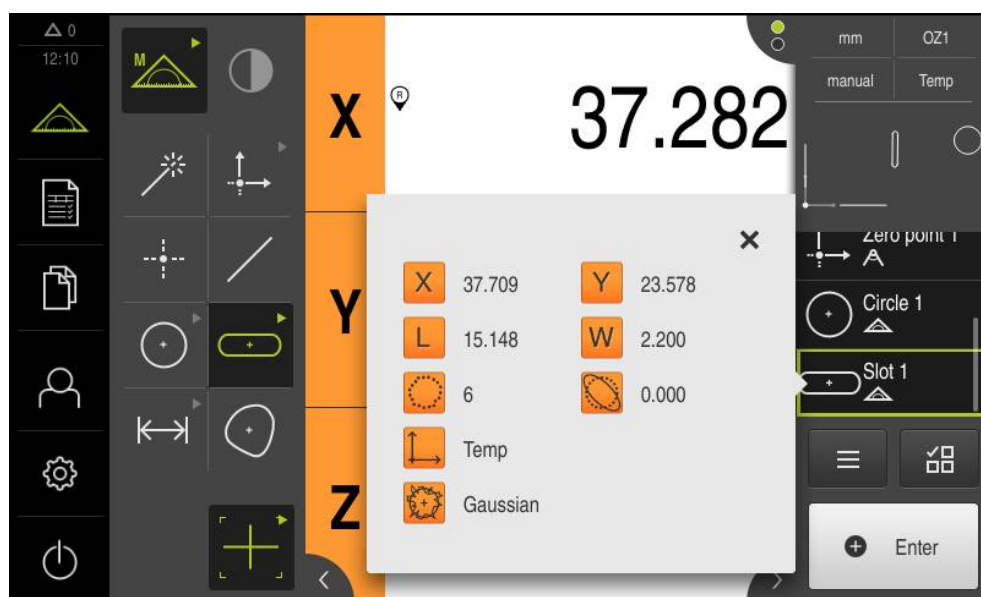 0
12:10
M
X
R
37.282
Y
Z
mm
OZ1
manual
Temp
Zero point 1
Circle 1
Slot 1
Enter
X 37.709 Y 23.578
L 15.148 W 2.200
6 0.000
Temp
Gaussian